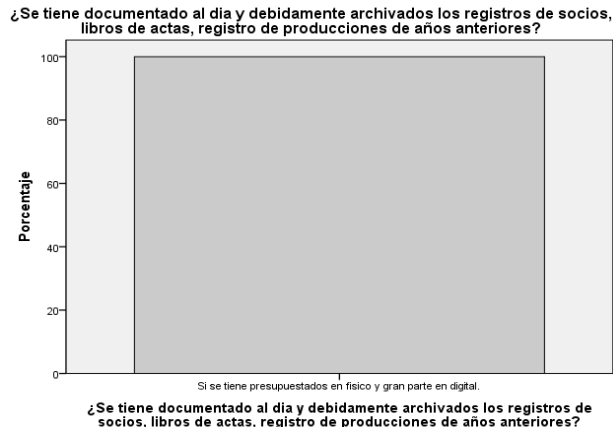 ¿Se tiene documentado al dia y debidamente archivados los registros de socios,
libros de actas, registro de producciones de años anteriores?
100
80
60
40
20
0
Porcentaje
Si se tiene presupuestados en fisico y gran parte en digital.
¿Se tiene documentado al dia y debidamente archivados los registros de
socios, libros de actas, registro de producciones de años anteriores?